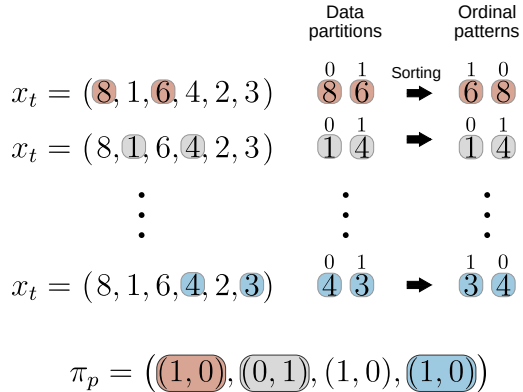 Data partitions
Ordinal patterns
0 1 Sorting 1 0
x_t = (8, 1, 6, 4, 2, 3) 8 6 6 8
0 1 0 1
x_t = (8, 1, 6, 4, 2, 3) 1 4 1 4
0 1 1 0
x_t = (8, 1, 6, 4, 2, 3) 4 3 3 4
π_p = ((1, 0), (0, 1), (1, 0), (1, 0))